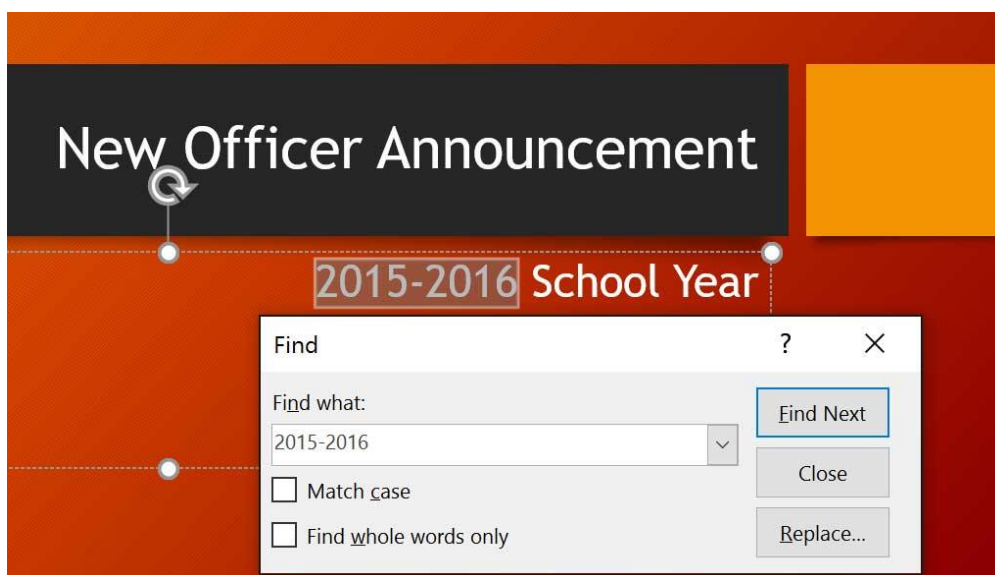 New Officer Announcement
2015-2016 School Year
Find ?
Find what:
2015-2016
Find Next
Close
Match case
Find whole words only
Replace...